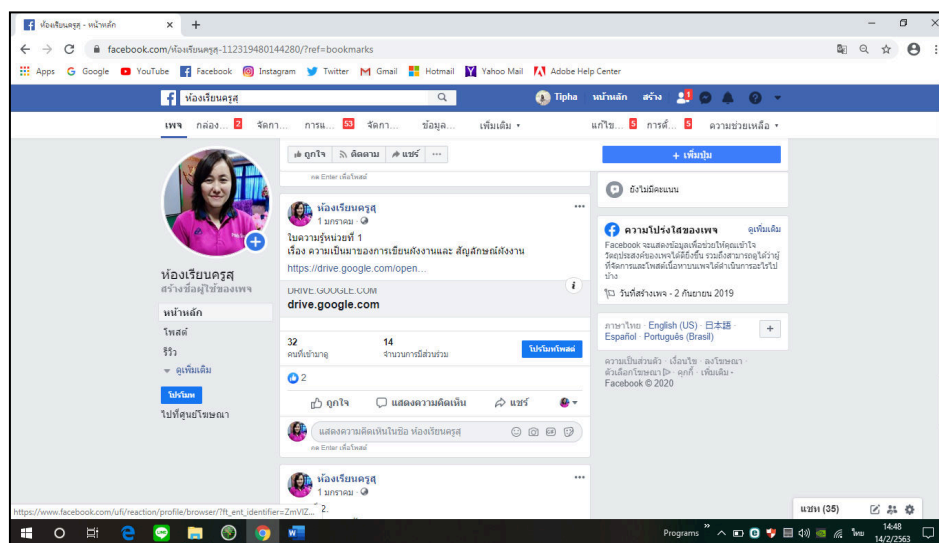 ห้องเรียนครูสุ - หน้าหลัก
facebook.com/ห้องเรียนครูสุ-112319480144280/?ref=bookmarks
Apps Google YouTube Facebook Instagram Twitter Gmail Hotmail Yahoo Mail Adobe Help Center
ห้องเรียนครูสุ
Tipha หน้าหลัก สร้าง 1
เพจ กล่อง... 2 จัดกา... การแ... 53 จัดกา... ข้อมูล... เพิ่มเติม
แก้ไข... 5 การตั้... 5 ความช่วยเหลือ
ถูกใจ ติดตาม แชร์ ...
+ เพิ่มปุ่ม
กด Enter เพื่อโพสต์
ยังไม่มีคะแนน
ห้องเรียนครูสุ
1 มกราคม
ใบความรู้หน่วยที่ 1
เรื่อง ความเป็นมาของการเขียนผังงานและ สัญลักษณ์ผังงาน
https://drive.google.com/open...
DRIVE.GOOGLE.COM
drive.google.com
32
คนที่เข้ามาดู
14
จำนวนการมีส่วนร่วม
โปรโมทโพสต์
2
ถูกใจ แสดงความคิดเห็น แชร์
แสดงความคิดเห็นในชื่อ ห้องเรียนครูสุ
กด Enter เพื่อโพสต์
ห้องเรียนครูสุ
1 มกราคม
2.
ห้องเรียนครูสุ
สร้างชื่อผู้ใช้ของเพจ
หน้าหลัก
โพสต์
รีวิว
ดูเพิ่มเติม
โปรโมท
ไปที่ศูนย์โฆษณา
ความโปร่งใสของเพจ ดูเพิ่มเติม
Facebook จะแสดงข้อมูลเพื่อช่วยให้คุณเข้าใจ
วัตถุประสงค์ของเพจได้ดียิ่งขึ้น รวมถึงสามารถดูได้ว่าผู้
ที่จัดการและโพสต์เนื้อหาบนเพจได้ดำเนินการอะไรไป
บ้าง
วันที่สร้างเพจ - 2 กันยายน 2019
ภาษาไทย · English (US) · 日本語 ·
Español · Português (Brasil)
ความเป็นส่วนตัว · เงื่อนไข · ลงโฆษณา ·
ตัวเลือกโฆษณา · คุกกี้ · เพิ่มเติม
Facebook © 2020
แชท (35)
https://www.facebook.com/ufi/reaction/profile/browser/?ft_ent_identifier=ZmVlZ...
Programs
ไทย
14:48
14/2/2563